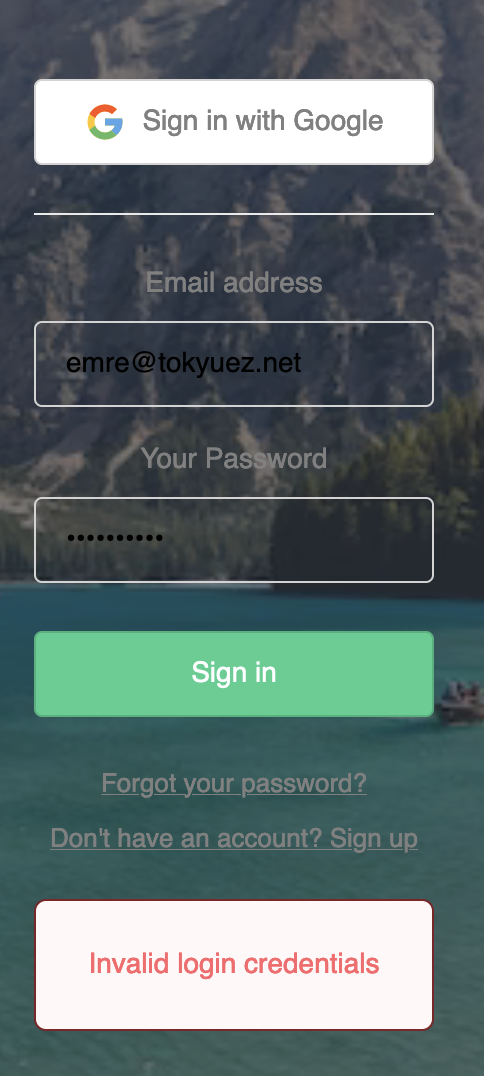 Sign in with Google
Email address
emre@tokyuez.net
Your Password
••••••••••
Sign in
Forgot your password?
Don't have an account? Sign up
Invalid login credentials